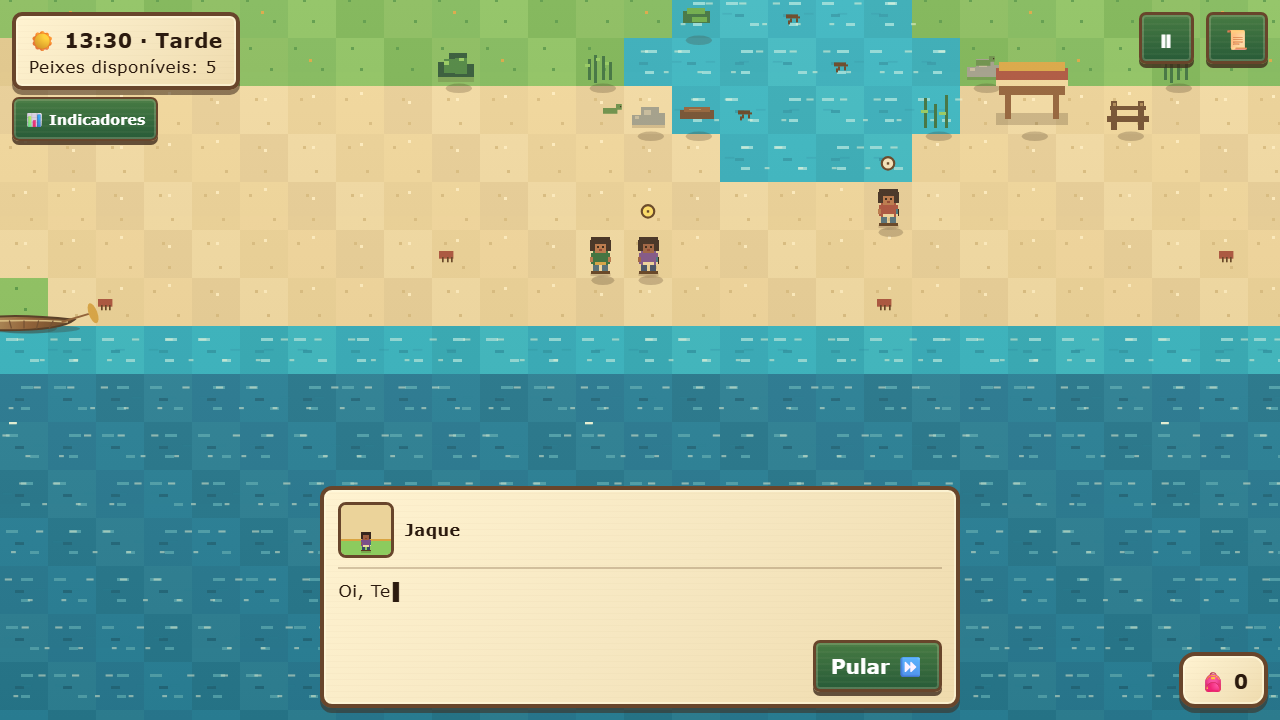 13:30 · Tarde
Peixes disponíveis: 5
Indicadores
Jaque
Oi, Te
Pular
0